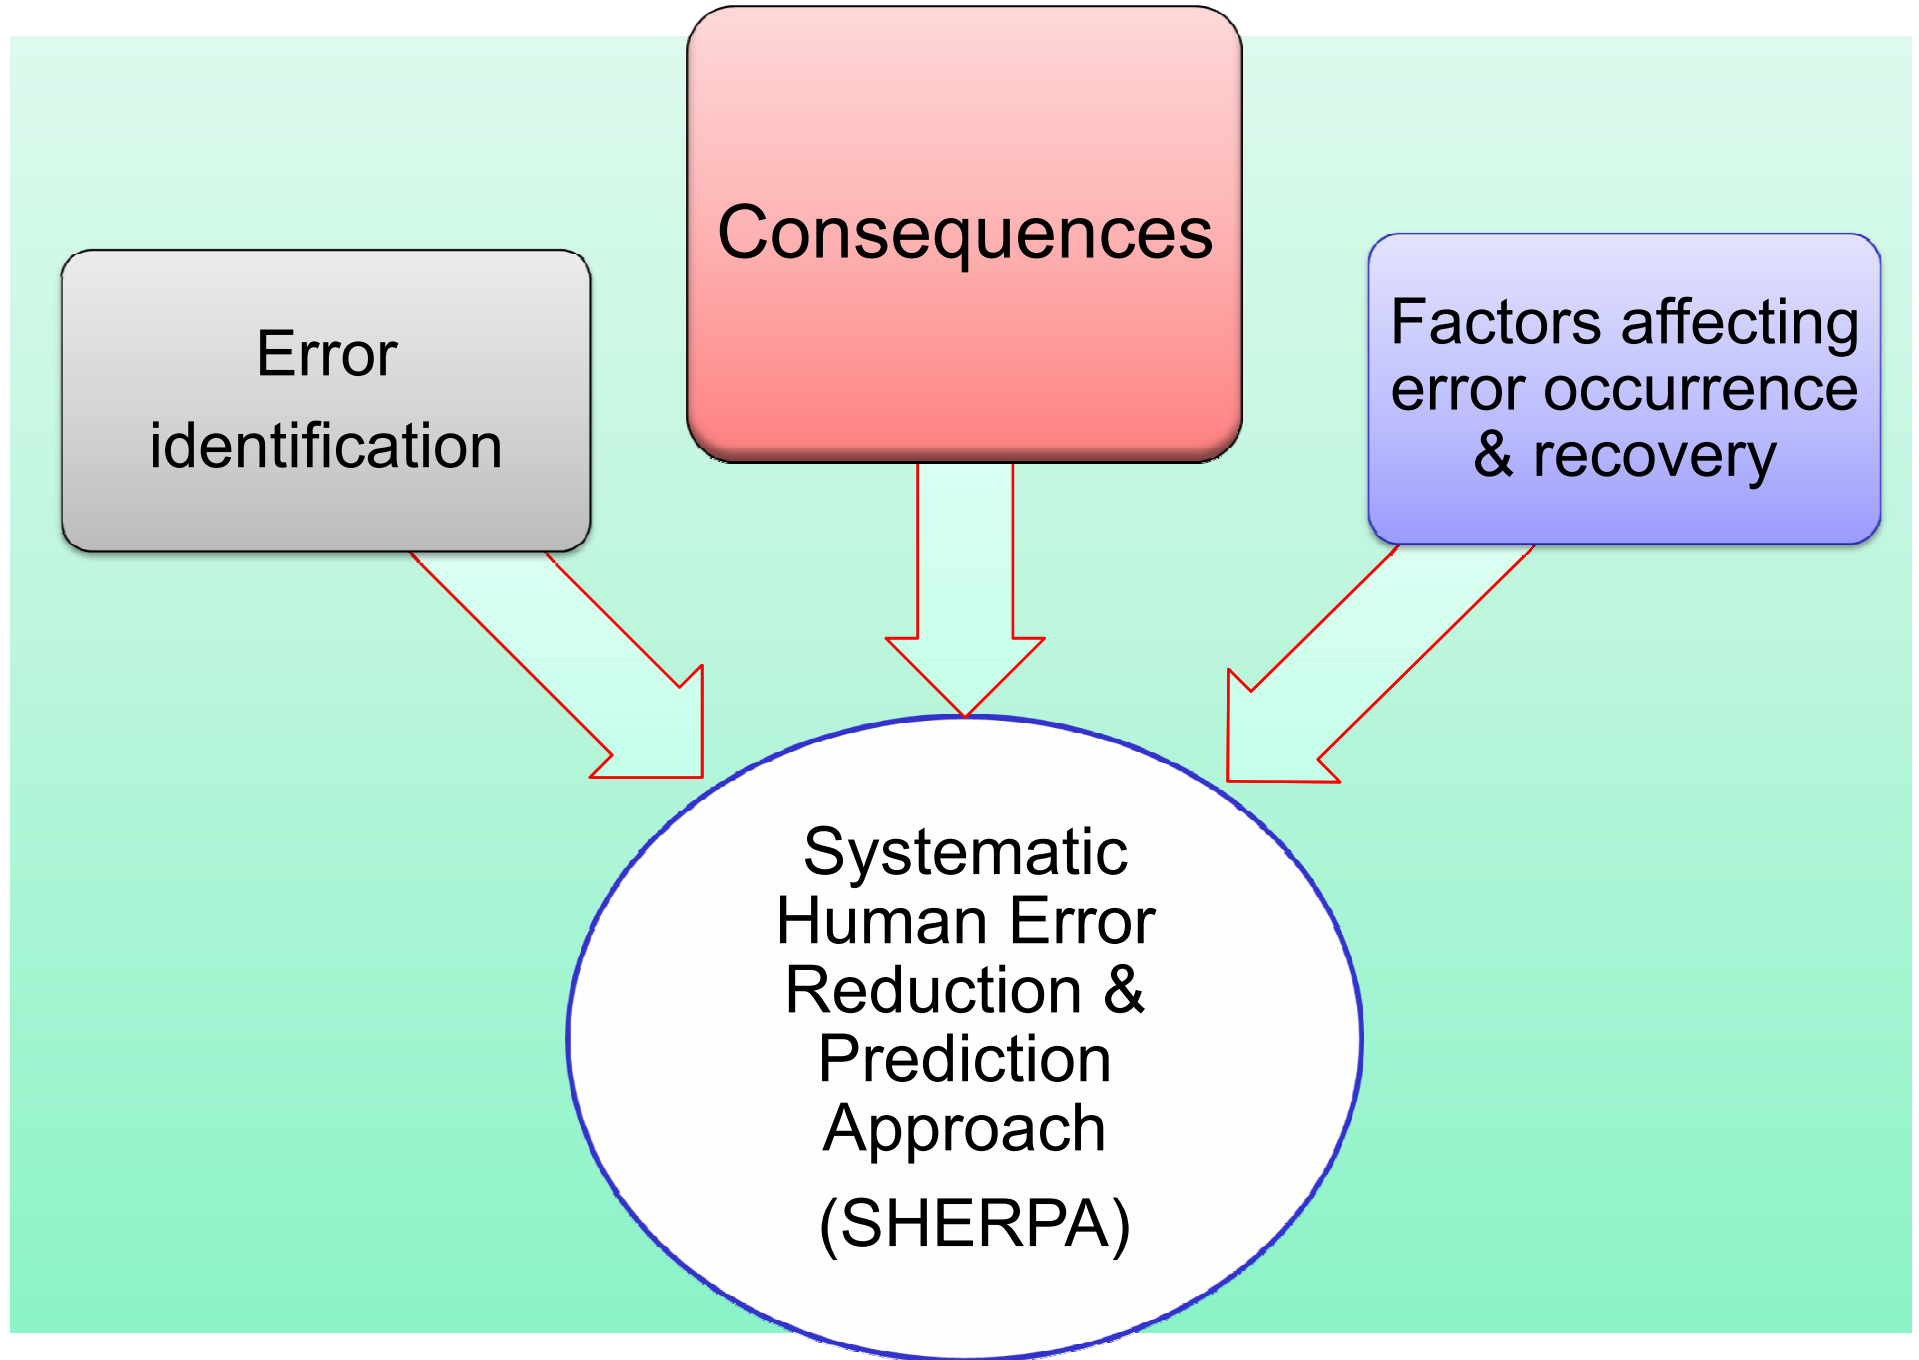 Consequences
Error
identification
Factors affecting
error occurrence
& recovery
Systematic
Human Error
Reduction &
Prediction
Approach
(SHERPA)